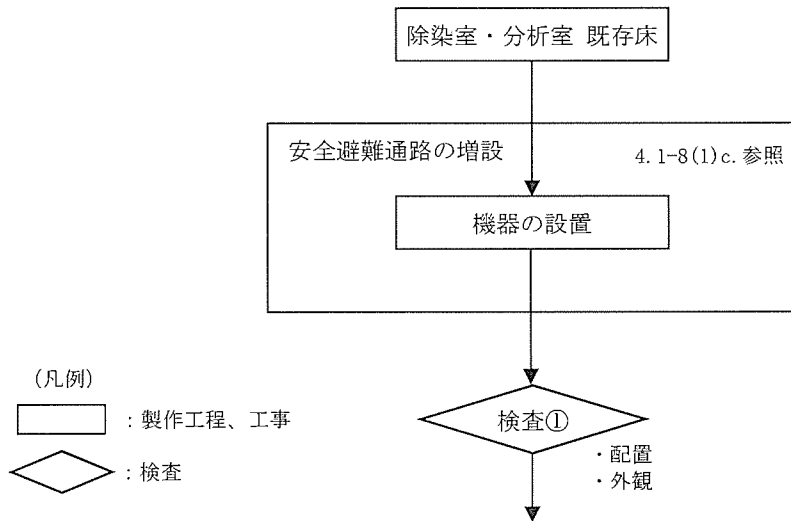 除染室・分析室 既存床
安全避難通路の増設
4.1-8(1)c.参照
機器の設置
(凡例)
：製作工程、工事
検査①
：検査
・配置
・外観